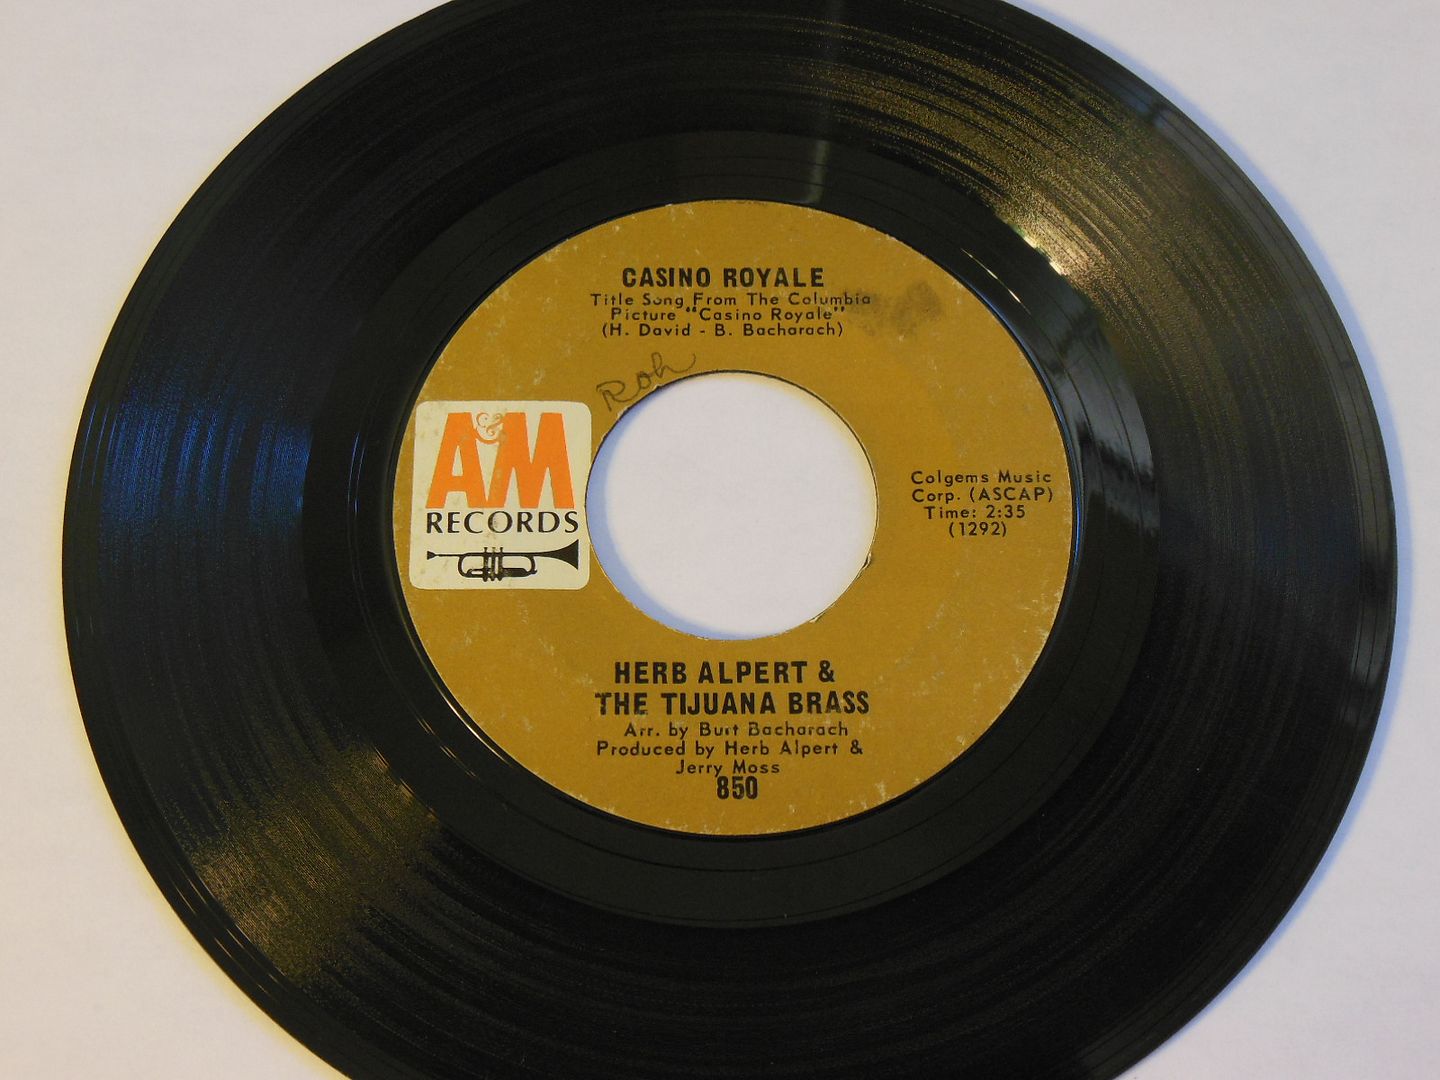 CASINO ROYALE
Title Song From The Columbia
Picture "Casino Royale"
(H. David - B. Bacharach)
Roh
A&M
RECORDS
Colgems Music
Corp. (ASCAP)
Time: 2:35
(1292)
HERB ALPERT &
THE TIJUANA BRASS
Arr. by Burt Bacharach
Produced by Herb Alpert &
Jerry Moss
850